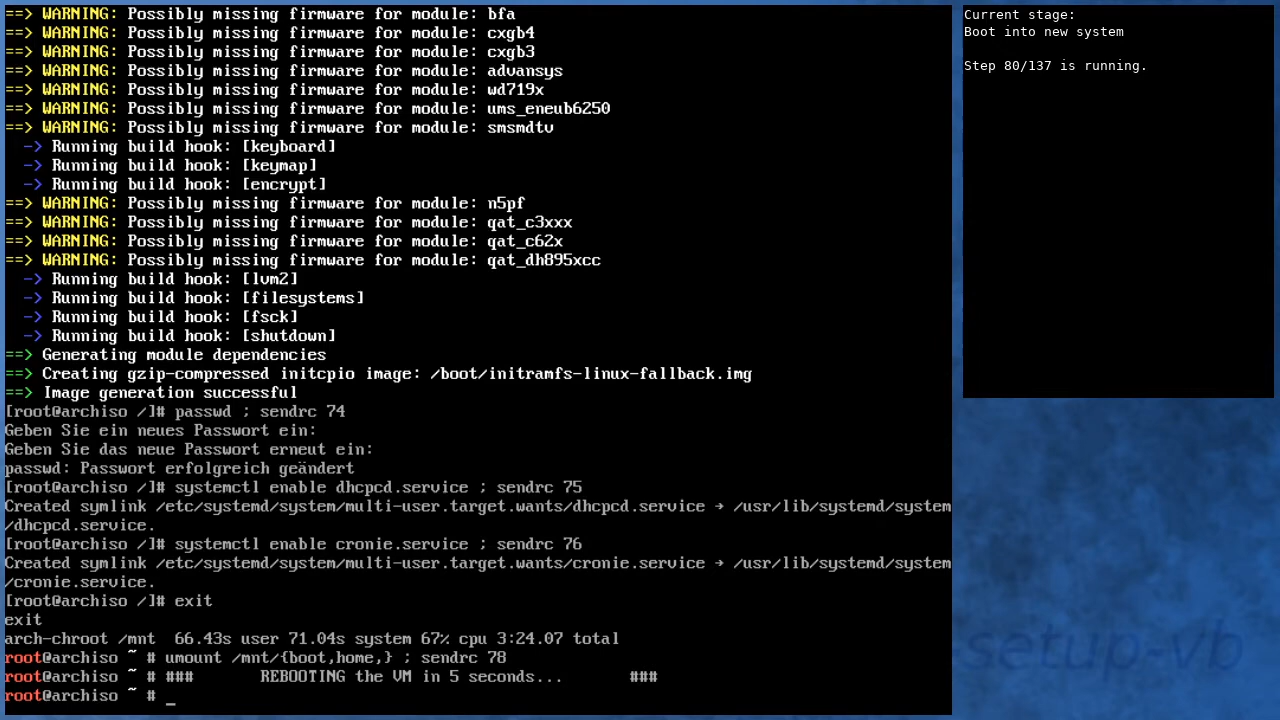 ==> WARNING: Possibly missing firmware for module: bfa
==> WARNING: Possibly missing firmware for module: cxgb4
==> WARNING: Possibly missing firmware for module: cxgb3
==> WARNING: Possibly missing firmware for module: advansys
==> WARNING: Possibly missing firmware for module: wd719x
==> WARNING: Possibly missing firmware for module: ums_eneub6250
==> WARNING: Possibly missing firmware for module: smsmdtv
  -> Running build hook: [keyboard]
  -> Running build hook: [keymap]
  -> Running build hook: [encrypt]
==> WARNING: Possibly missing firmware for module: n5pf
==> WARNING: Possibly missing firmware for module: qat_c3xxx
==> WARNING: Possibly missing firmware for module: qat_c62x
==> WARNING: Possibly missing firmware for module: qat_dh895xcc
  -> Running build hook: [lvm2]
  -> Running build hook: [filesystems]
  -> Running build hook: [fsck]
  -> Running build hook: [shutdown]
==> Generating module dependencies
==> Creating gzip-compressed initcpio image: /boot/initramfs-linux-fallback.img
==> Image generation successful
[root@archiso /]# passwd ; sendrc 74
Geben Sie ein neues Passwort ein:
Geben Sie das neue Passwort erneut ein:
passwd: Passwort erfolgreich geändert
[root@archiso /]# systemctl enable dhcpcd.service ; sendrc 75
Created symlink /etc/systemd/system/multi-user.target.wants/dhcpcd.service → /usr/lib/systemd/system
/dhcpcd.service.
[root@archiso /]# systemctl enable cronie.service ; sendrc 76
Created symlink /etc/systemd/system/multi-user.target.wants/cronie.service → /usr/lib/systemd/system
/cronie.service.
[root@archiso /]# exit
exit
arch-chroot /mnt  66.43s user 71.04s system 67% cpu 3:24.07 total
root@archiso ~ # umount /mnt/{boot,home,} ; sendrc 78
root@archiso ~ # ###       REBOOTING the VM in 5 seconds...       ###
root@archiso ~ # _
Current stage:
Boot into new system
Step 80/137 is running.
-setup-vb